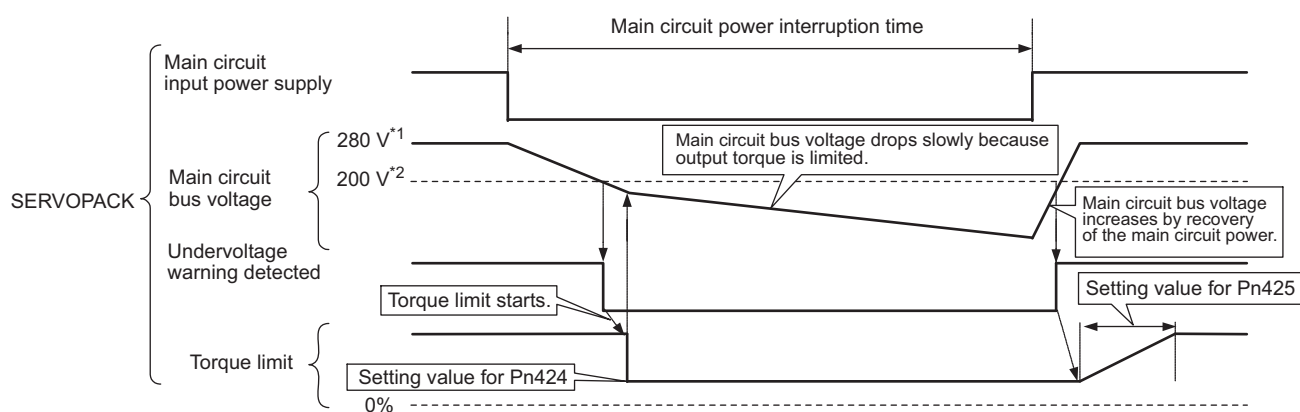 Main circuit power interruption time
Main circuit
input power supply
280 V*1
Main circuit bus voltage drops slowly because
output torque is limited.
200 V*2
Main circuit
bus voltage
SERVOPACK
Main circuit bus voltage
increases by recovery
of the main circuit power.
Undervoltage
warning detected
Torque limit starts.
Setting value for Pn425
Torque limit
Setting value for Pn424
0%